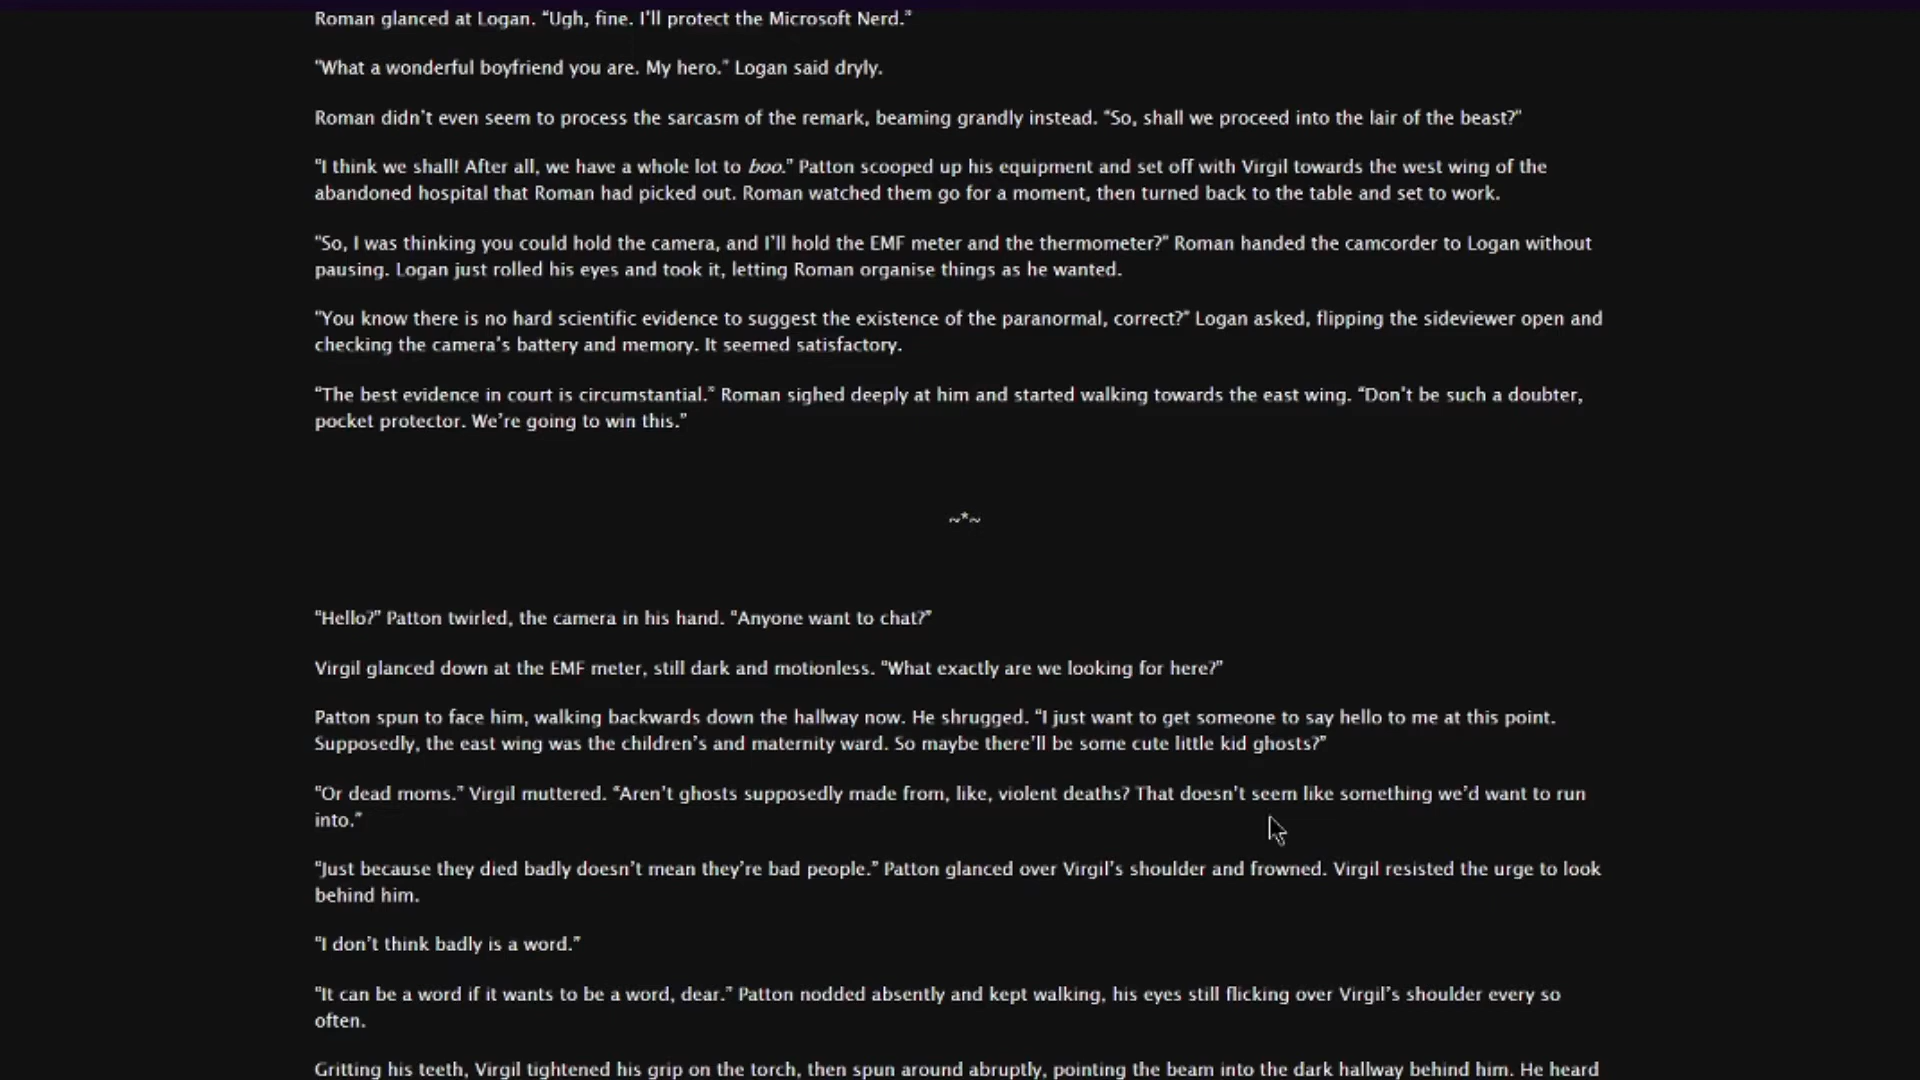 Roman glanced at Logan. “Ugh, fine. I’ll protect the Microsoft Nerd.”
“What a wonderful boyfriend you are. My hero.” Logan said dryly.
Roman didn’t even seem to process the sarcasm of the remark, beaming grandly instead. “So, shall we proceed into the lair of the beast?”
“I think we shall! After all, we have a whole lot to boo.” Patton scooped up his equipment and set off with Virgil towards the west wing of the
abandoned hospital that Roman had picked out. Roman watched them go for a moment, then turned back to the table and set to work.
“So, I was thinking you could hold the camera, and I’ll hold the EMF meter and the thermometer?” Roman handed the camcorder to Logan without
pausing. Logan just rolled his eyes and took it, letting Roman organise things as he wanted.
“You know there is no hard scientific evidence to suggest the existence of the paranormal, correct?” Logan asked, flipping the sideviewer open and
checking the camera’s battery and memory. It seemed satisfactory.
“The best evidence in court is circumstantial.” Roman sighed deeply at him and started walking towards the east wing. “Don’t be such a doubter,
pocket protector. We’re going to win this.”
~*~
“Hello?” Patton twirled, the camera in his hand. “Anyone want to chat?”
Virgil glanced down at the EMF meter, still dark and motionless. “What exactly are we looking for here?”
Patton spun to face him, walking backwards down the hallway now. He shrugged. “I just want to get someone to say hello to me at this point.
Supposedly, the east wing was the children’s and maternity ward. So maybe there’ll be some cute little kid ghosts?”
“Or dead moms.” Virgil muttered. “Aren’t ghosts supposedly made from, like, violent deaths? That doesn’t seem like something we’d want to run
into.”
“Just because they died badly doesn’t mean they’re bad people.” Patton glanced over Virgil’s shoulder and frowned. Virgil resisted the urge to look
behind him.
“I don’t think badly is a word.”
“It can be a word if it wants to be a word, dear.” Patton nodded absently and kept walking, his eyes still flicking over Virgil’s shoulder every so
often.
Gritting his teeth, Virgil tightened his grip on the torch, then spun around abruptly, pointing the beam into the dark hallway behind him. He heard